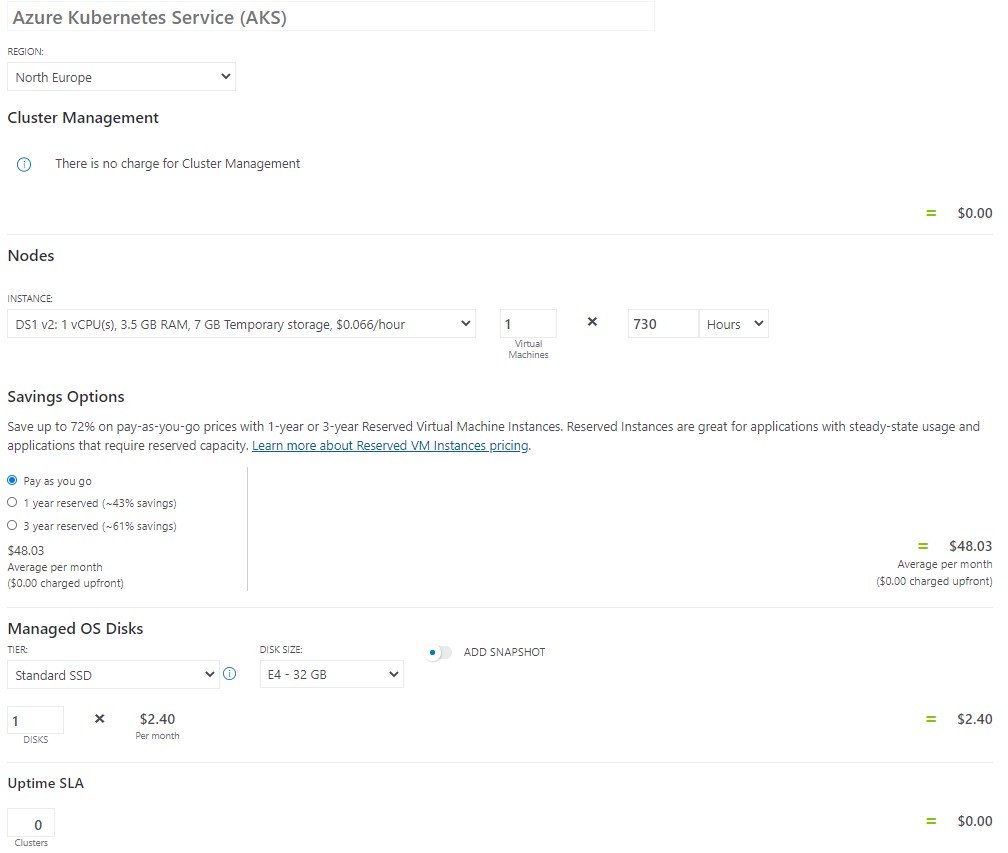 Azure Kubernetes Service (AKS)
REGION:
North Europe
Cluster Management
There is no charge for Cluster Management
= $0.00
Nodes
INSTANCE:
DS1 v2: 1 vCPU(s), 3.5 GB RAM, 7 GB Temporary storage, $0.066/hour
1
Virtual
Machines
×
730
Hours
Savings Options
Save up to 72% on pay-as-you-go prices with 1-year or 3-year Reserved Virtual Machine Instances. Reserved Instances are great for applications with steady-state usage and
applications that require reserved capacity. Learn more about Reserved VM Instances pricing.
Pay as you go
1 year reserved (~43% savings)
3 year reserved (~61% savings)
$48.03
Average per month
($0.00 charged upfront)
= $48.03
Average per month
($0.00 charged upfront)
Managed OS Disks
TIER:
Standard SSD
DISK SIZE:
E4 - 32 GB
ADD SNAPSHOT
1
DISKS
×
$2.40
Per month
= $2.40
Uptime SLA
0
Clusters
= $0.00